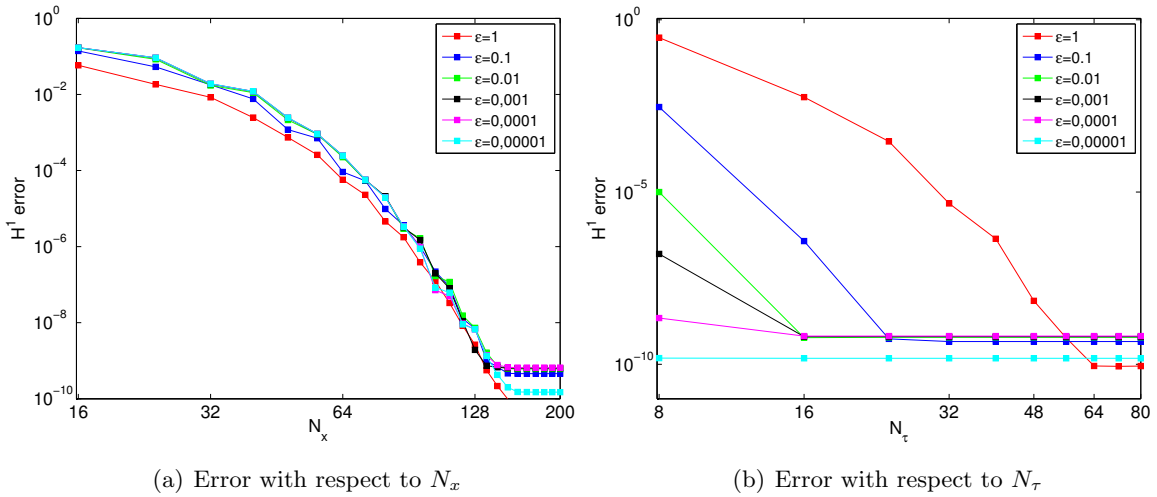 10^0
10^-2
10^-4
10^-6
10^-8
10^-10
H^1 error
16
32
64
128
200
N_x
ε=1
ε=0.1
ε=0.01
ε=0,001
ε=0,0001
ε=0,00001
(a) Error with respect to N_x
10^0
10^-5
10^-10
H^1 error
8
16
32
48
64
80
N_τ
ε=1
ε=0.1
ε=0.01
ε=0,001
ε=0,0001
ε=0,00001
(b) Error with respect to N_τ